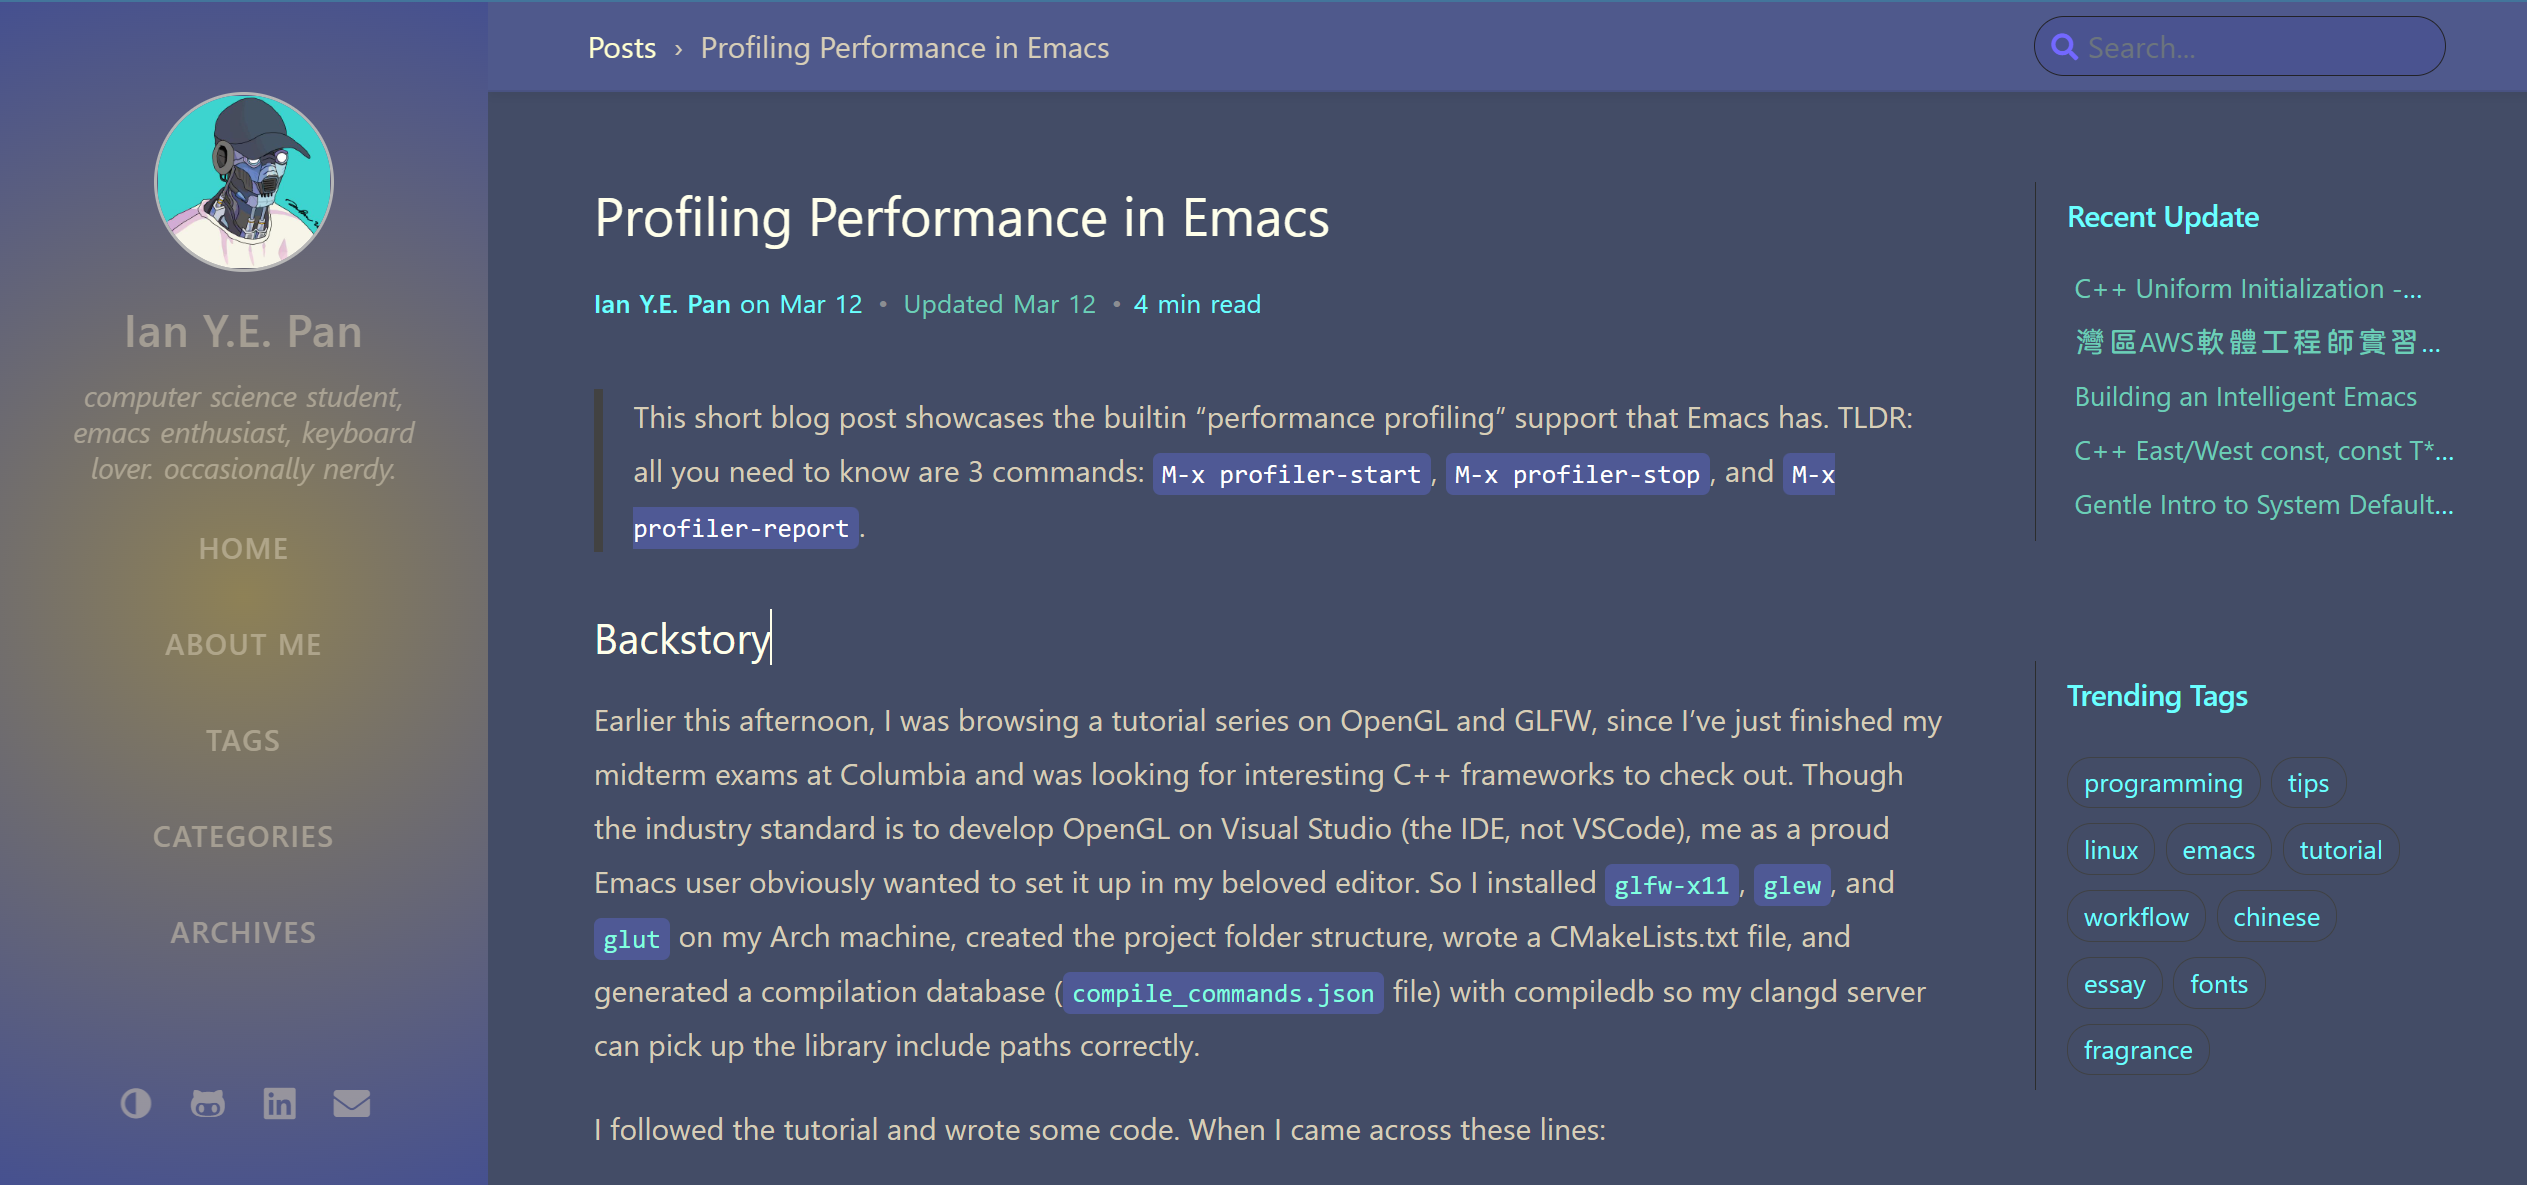 Posts › Profiling Performance in Emacs
Search...
Ian Y.E. Pan
computer science student,
emacs enthusiast, keyboard
lover. occasionally nerdy.
HOME
ABOUT ME
TAGS
CATEGORIES
ARCHIVES
Profiling Performance in Emacs
Ian Y.E. Pan on Mar 12 • Updated Mar 12 • 4 min read
This short blog post showcases the builtin “performance profiling” support that Emacs has. TLDR:
all you need to know are 3 commands: M-x profiler-start, M-x profiler-stop, and M-x
profiler-report.
Backstory
Earlier this afternoon, I was browsing a tutorial series on OpenGL and GLFW, since I’ve just finished my
midterm exams at Columbia and was looking for interesting C++ frameworks to check out. Though
the industry standard is to develop OpenGL on Visual Studio (the IDE, not VSCode), me as a proud
Emacs user obviously wanted to set it up in my beloved editor. So I installed glfw-x11, glew, and
glut on my Arch machine, created the project folder structure, wrote a CMakeLists.txt file, and
generated a compilation database (compile_commands.json file) with compiledb so my clangd server
can pick up the library include paths correctly.
I followed the tutorial and wrote some code. When I came across these lines:
Recent Update
C++ Uniform Initialization -...
灣區AWS軟體工程師實習...
Building an Intelligent Emacs
C++ East/West const, const T*...
Gentle Intro to System Default...
Trending Tags
programming tips
linux emacs tutorial
workflow chinese
essay fonts
fragrance
in